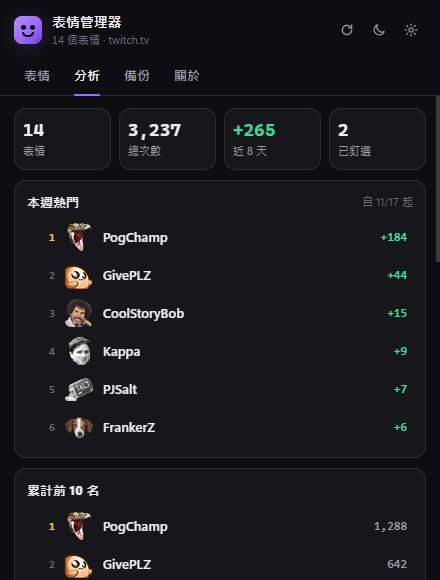 表情管理器
14 個表情 · twitch.tv
表情 分析 備份 關於
14 3,237 +265 2
表情 總次數 近 8 天 已釘選
本週熱門 自 11/17 起
1 PogChamp +184
2 GivePLZ +44
3 CoolStoryBob +15
4 Kappa +9
5 PJSalt +7
6 FrankerZ +6
累計前 10 名
1 PogChamp 1,288
2 GivePLZ 642